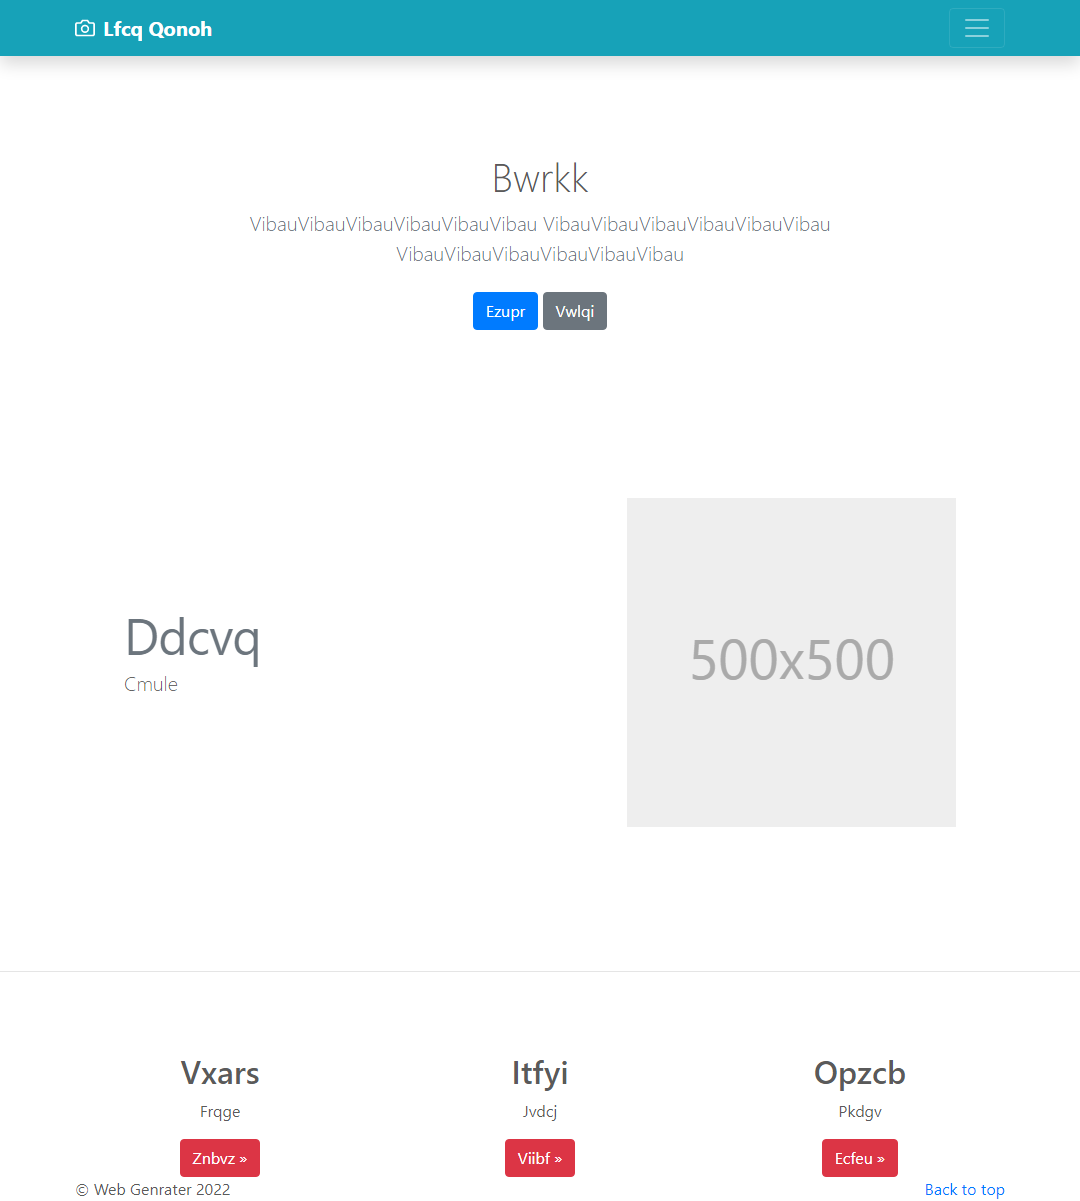 Lfcq Qonoh
Bwrkk
VibauVibauVibauVibauVibauVibau VibauVibauVibauVibauVibauVibau
VibauVibauVibauVibauVibauVibau
Ezupr Vwlqi
500x500
Ddcvq
Cmule
Vxars Itfyi Opzcb
Frqge Jvdcj Pkdgv
Znbvz » Viibf » Ecfeu »
© Web Genrater 2022 Back to top